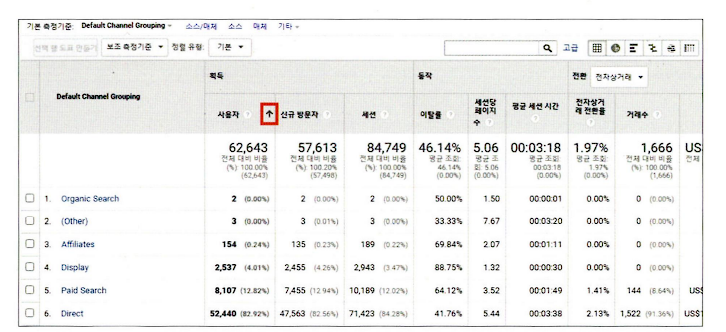 기본 측정기준: Default Channel Grouping 소스/매체 소스 매체 기타
선택 행 도표 만들기 보조 측정기준 정렬 유형: 기본 고급
Default Channel Grouping 획득 동작 전환 전자상거래
사용자 ? ↑ 신규 방문자 ? 세션 ? 이탈률 ? 세션당 페이지 수 ? 평균 세션 시간 ? 전자상거래 전환율 ? 거래수 ?
62,643 57,613 84,749 46.14% 5.06 00:03:18 1.97% 1,666 US$
전체 대비 비율 (%): 100.00% (62,643) 전체 대비 비율 (%): 100.20% (57,498) 전체 대비 비율 (%): 100.00% (84,749) 평균 조회: 46.14% (0.00%) 평균 조회: 5.06 (0.00%) 평균 조회: 00:03:18 (0.00%) 평균 조회: 1.97% (0.00%) 전체 대비 비율 (%): 100.00% (1,666) 전체
1. Organic Search 2 (0.00%) 2 (0.00%) 2 (0.00%) 50.00% 1.50 00:00:01 0.00% 0 (0.00%)
2. (Other) 3 (0.00%) 3 (0.01%) 3 (0.00%) 33.33% 7.67 00:03:20 0.00% 0 (0.00%)
3. Affiliates 154 (0.24%) 135 (0.23%) 189 (0.22%) 69.84% 2.07 00:01:11 0.00% 0 (0.00%)
4. Display 2,537 (4.01%) 2,455 (4.26%) 2,943 (3.47%) 88.75% 1.32 00:00:30 0.00% 0 (0.00%)
5. Paid Search 8,107 (12.82%) 7,455 (12.94%) 10,189 (12.02%) 64.12% 3.52 00:01:49 1.41% 144 (8.64%) US$
6. Direct 52,440 (82.92%) 47,563 (82.56%) 71,423 (84.28%) 41.76% 5.44 00:03:38 2.13% 1,522 (91.36%) US$1